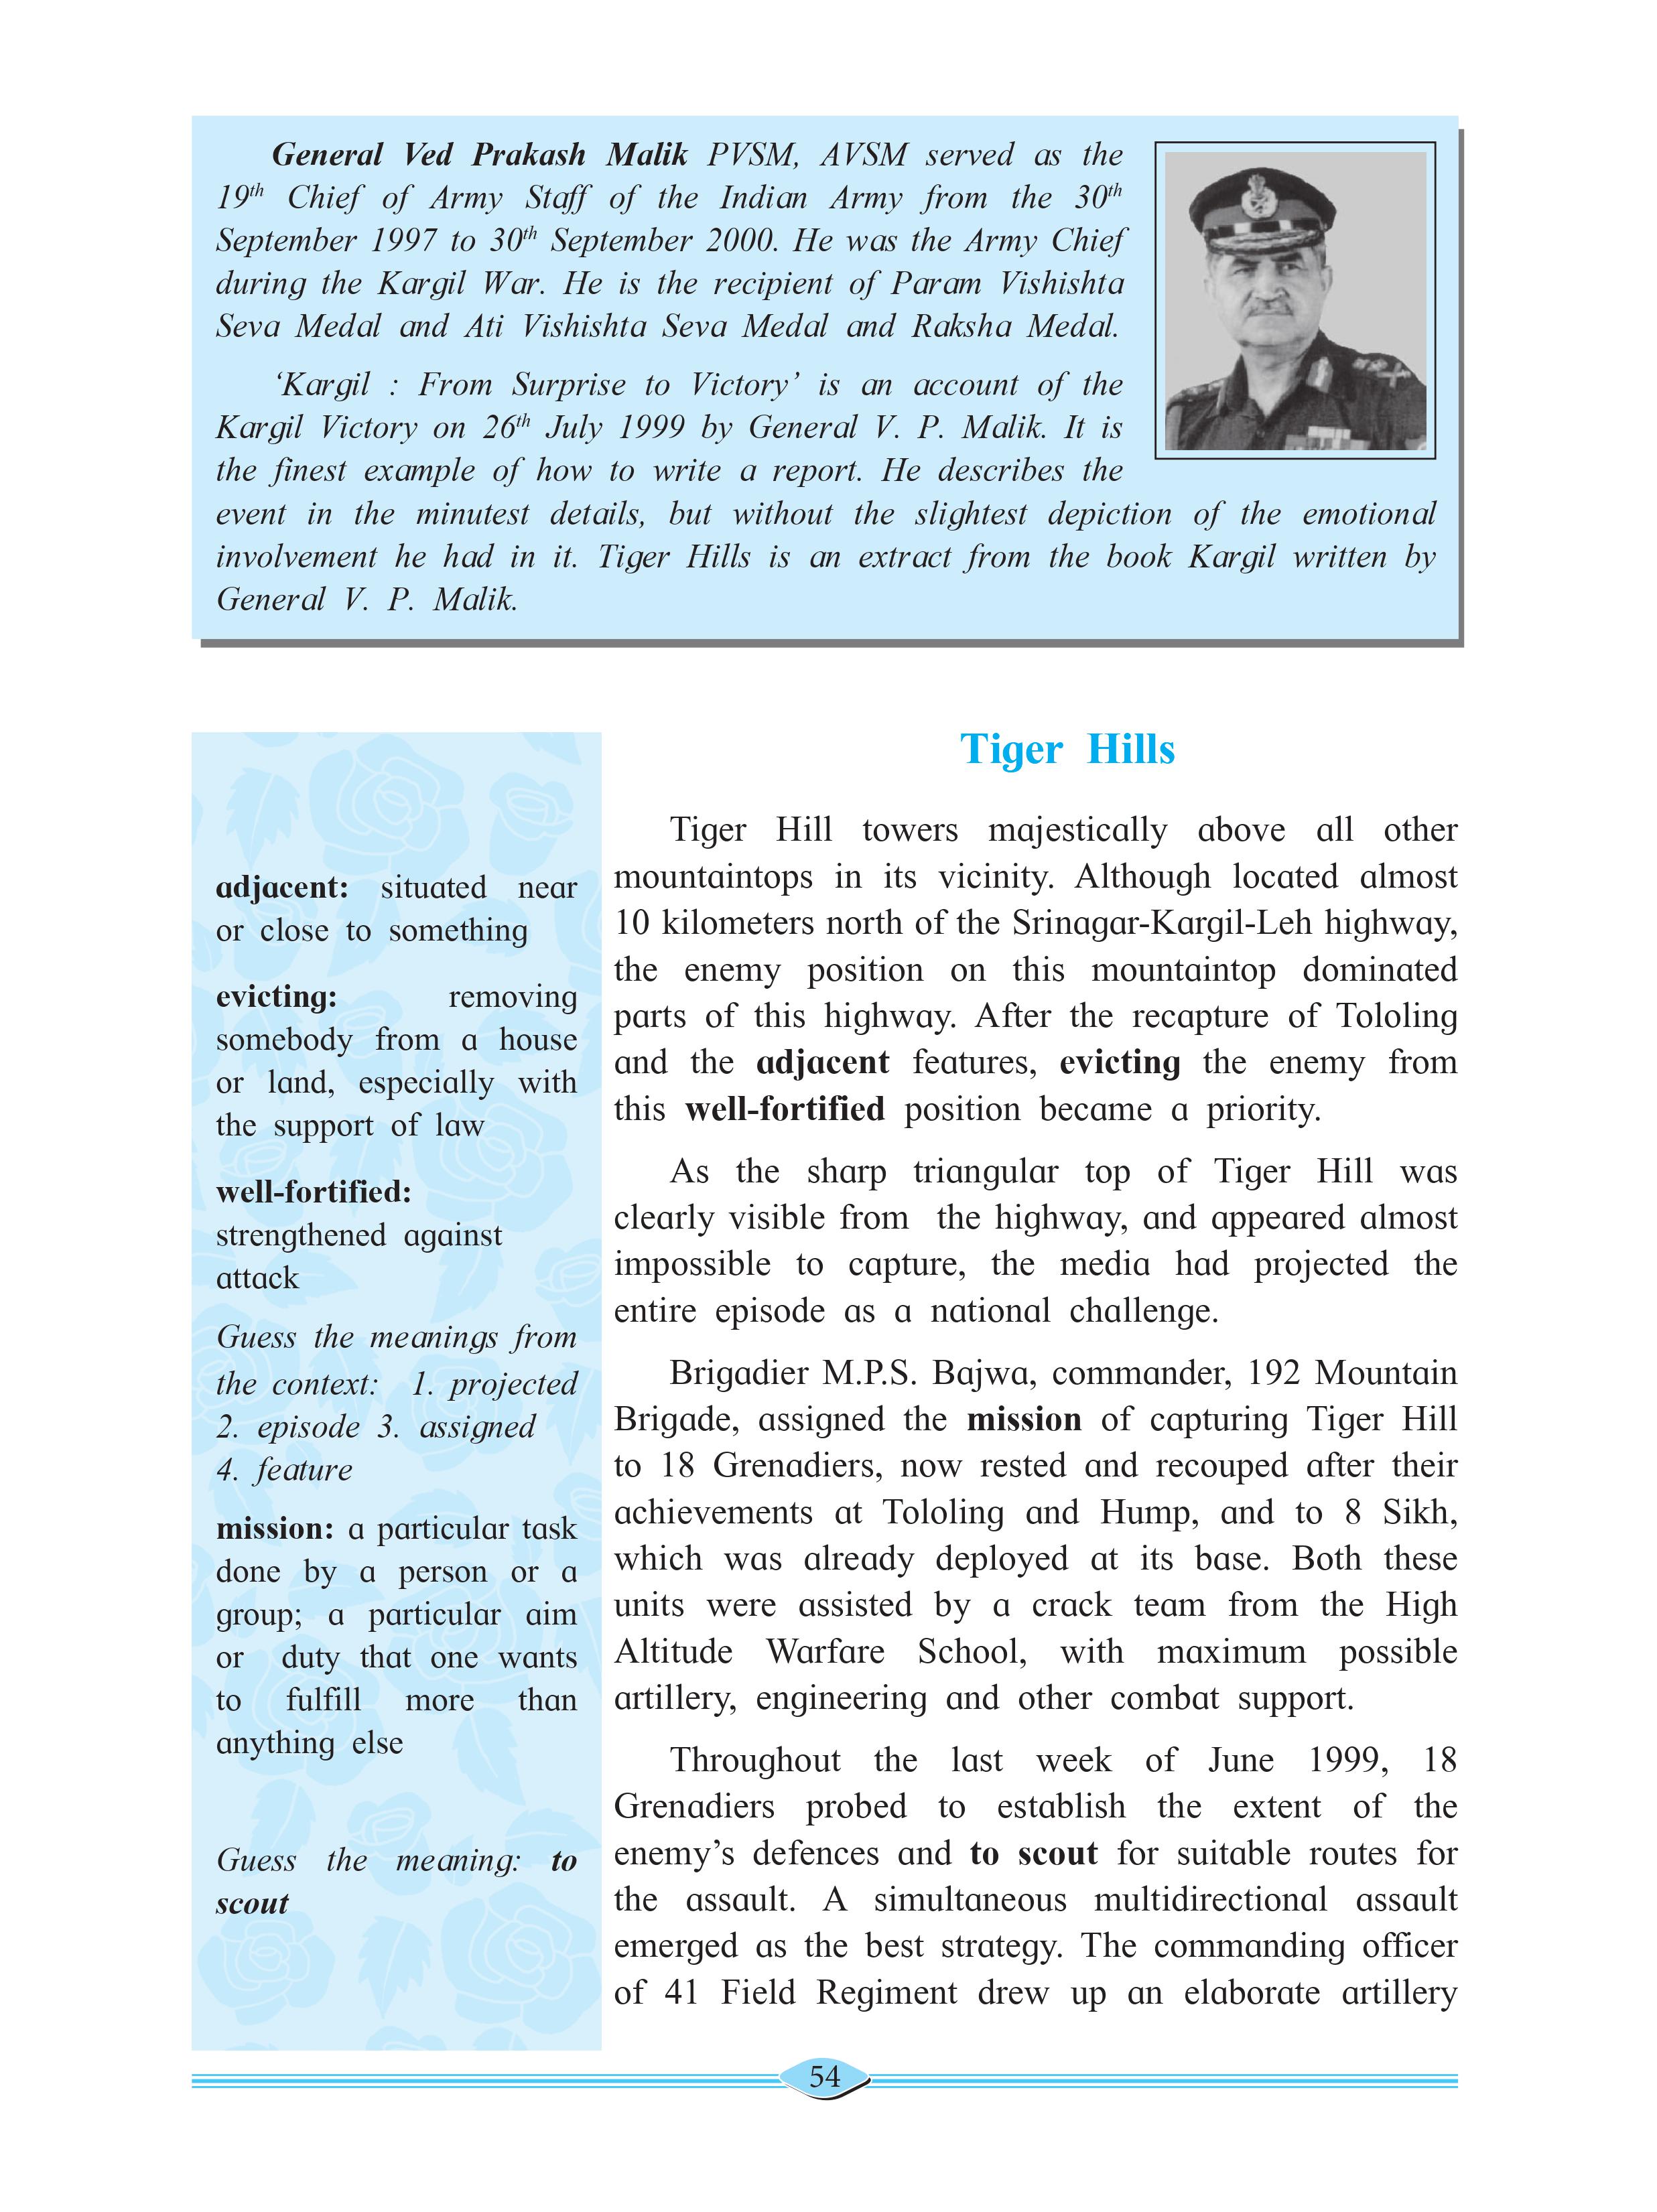 General Ved Prakash Malik PVSM, AVSM served as the
19th Chief of Army Staff of the Indian Army from the 30th
September 1997 to 30th September 2000. He was the Army Chief
during the Kargil War. He is the recipient of Param Vishishta
Seva Medal and Ati Vishishta Seva Medal and Raksha Medal.
‘Kargil : From Surprise to Victory’ is an account of the
Kargil Victory on 26th July 1999 by General V. P. Malik. It is
the finest example of how to write a report. He describes the
event in the minutest details, but without the slightest depiction of the emotional
involvement he had in it. Tiger Hills is an extract from the book Kargil written by
General V. P. Malik.
adjacent: situated near
or close to something
evicting: removing
somebody from a house
or land, especially with
the support of law
well-fortified:
strengthened against
attack
Guess the meanings from
the context: 1. projected
2. episode 3. assigned
4. feature
mission: a particular task
done by a person or a
group; a particular aim
or duty that one wants
to fulfill more than
anything else
Guess the meaning: to
scout
Tiger Hills
Tiger Hill towers majestically above all other
mountaintops in its vicinity. Although located almost
10 kilometers north of the Srinagar-Kargil-Leh highway,
the enemy position on this mountaintop dominated
parts of this highway. After the recapture of Tololing
and the adjacent features, evicting the enemy from
this well-fortified position became a priority.
As the sharp triangular top of Tiger Hill was
clearly visible from the highway, and appeared almost
impossible to capture, the media had projected the
entire episode as a national challenge.
Brigadier M.P.S. Bajwa, commander, 192 Mountain
Brigade, assigned the mission of capturing Tiger Hill
to 18 Grenadiers, now rested and recouped after their
achievements at Tololing and Hump, and to 8 Sikh,
which was already deployed at its base. Both these
units were assisted by a crack team from the High
Altitude Warfare School, with maximum possible
artillery, engineering and other combat support.
Throughout the last week of June 1999, 18
Grenadiers probed to establish the extent of the
enemy’s defences and to scout for suitable routes for
the assault. A simultaneous multidirectional assault
emerged as the best strategy. The commanding officer
of 41 Field Regiment drew up an elaborate artillery
54